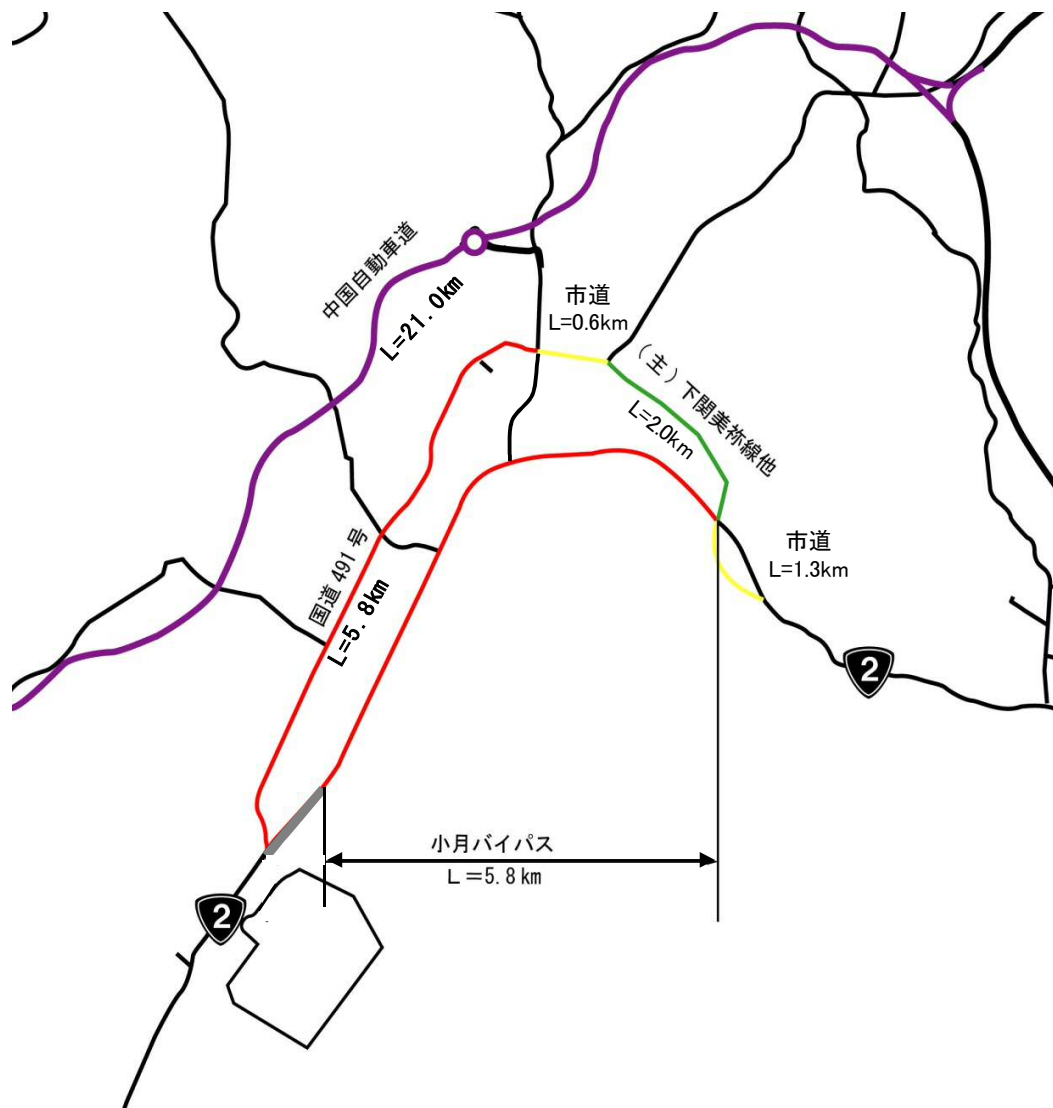 中国自動車道
L=21.0km
市道
L=0.6km
(主)下関美祢線他
L=2.0km
市道
L=1.3km
国道491号
L=5.8km
2
小月バイパス
L=5.8km
2